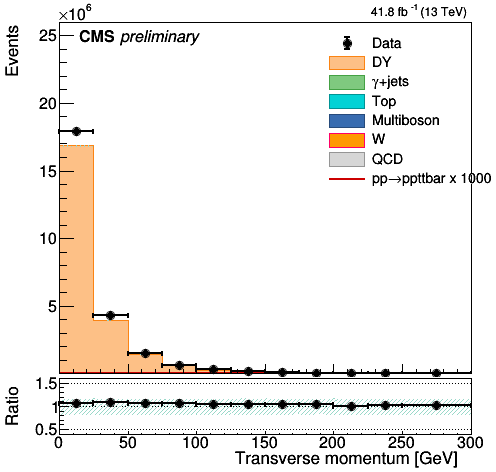 ×10⁶
41.8 fb⁻¹ (13 TeV)
CMS preliminary
Events
25
20
15
10
5
Data
DY
γ+jets
Top
Multiboson
W
QCD
pp→ppttbar x 1000
Ratio
1.5
1
0.5
0
50
100
150
200
250
300
Transverse momentum [GeV]